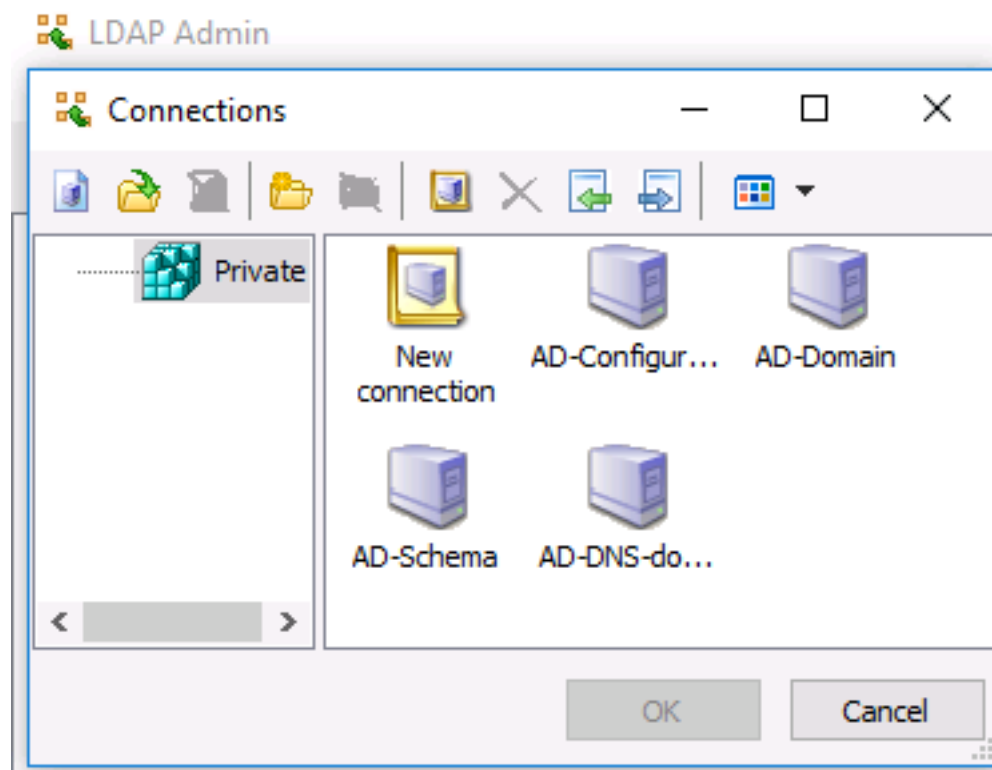 LDAP Admin
Connections
Private
New
connection
AD-Configur...
AD-Domain
AD-Schema
AD-DNS-do...
OK
Cancel